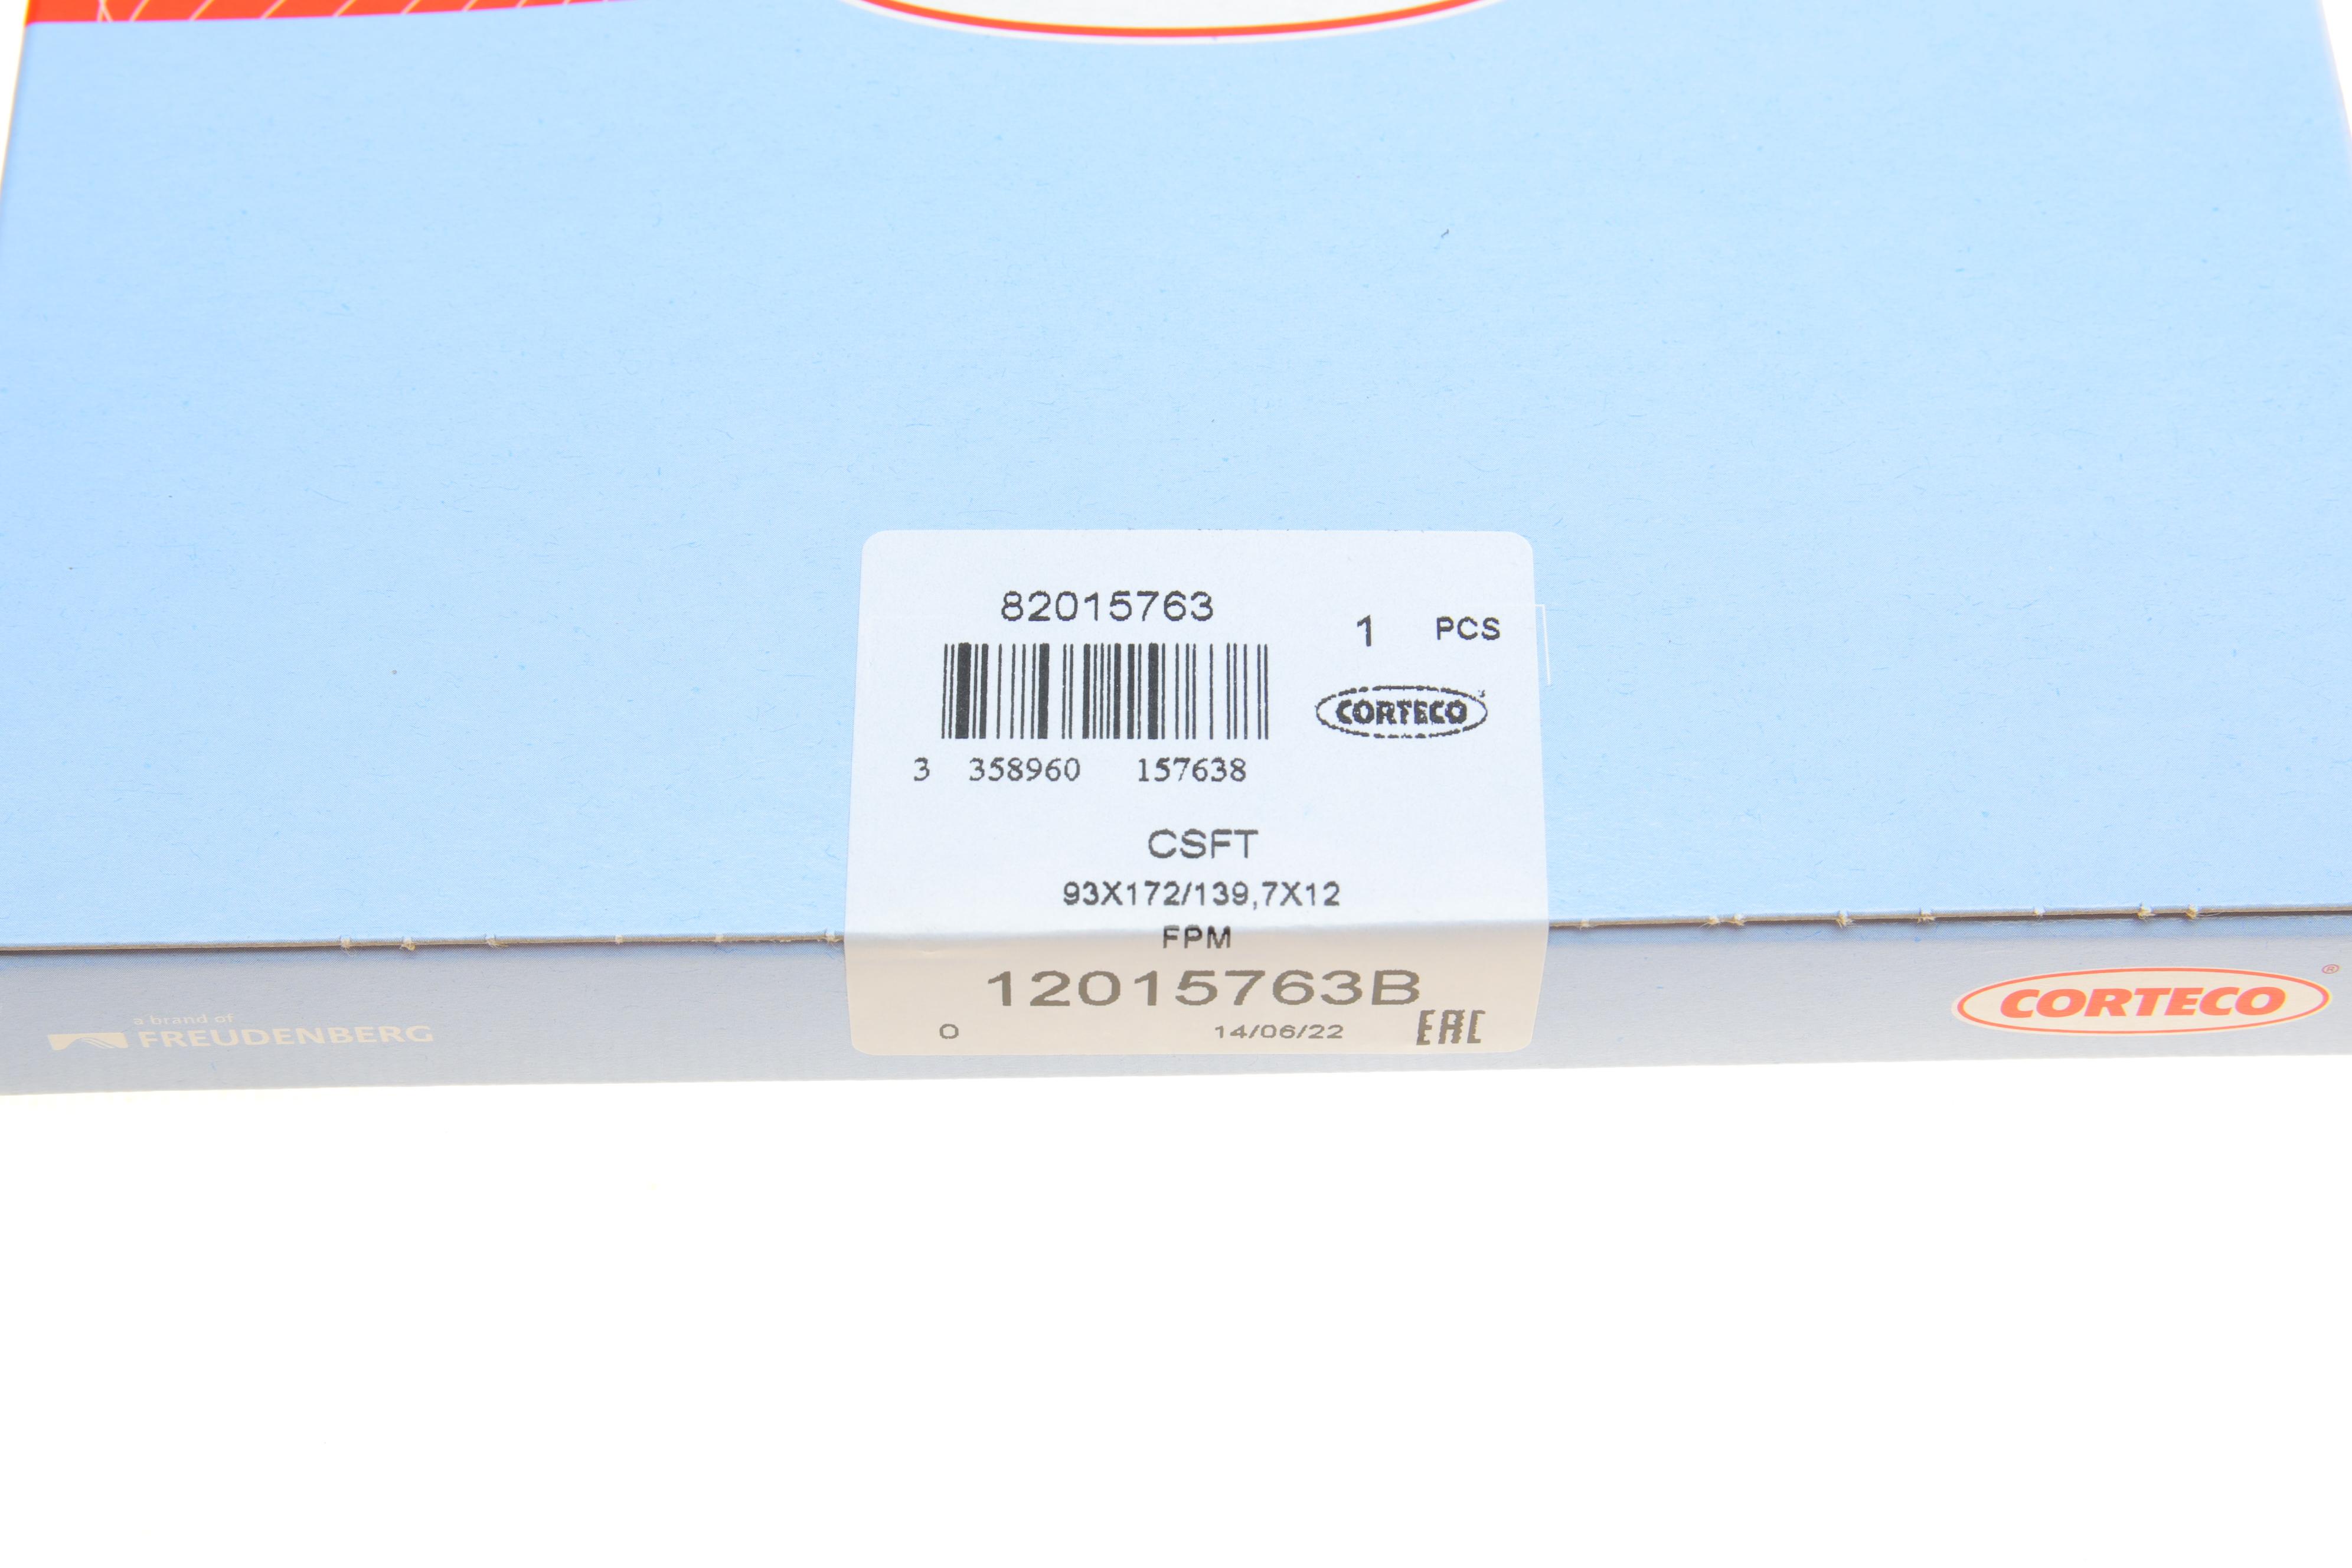 82015763
1 PCS
CORTECO
3 358960 157638
CSFT
93X172/139,7X12
FPM
12015763B
O 14/06/22 EAC
a brand of
FREUDENBERG
CORTECO ®